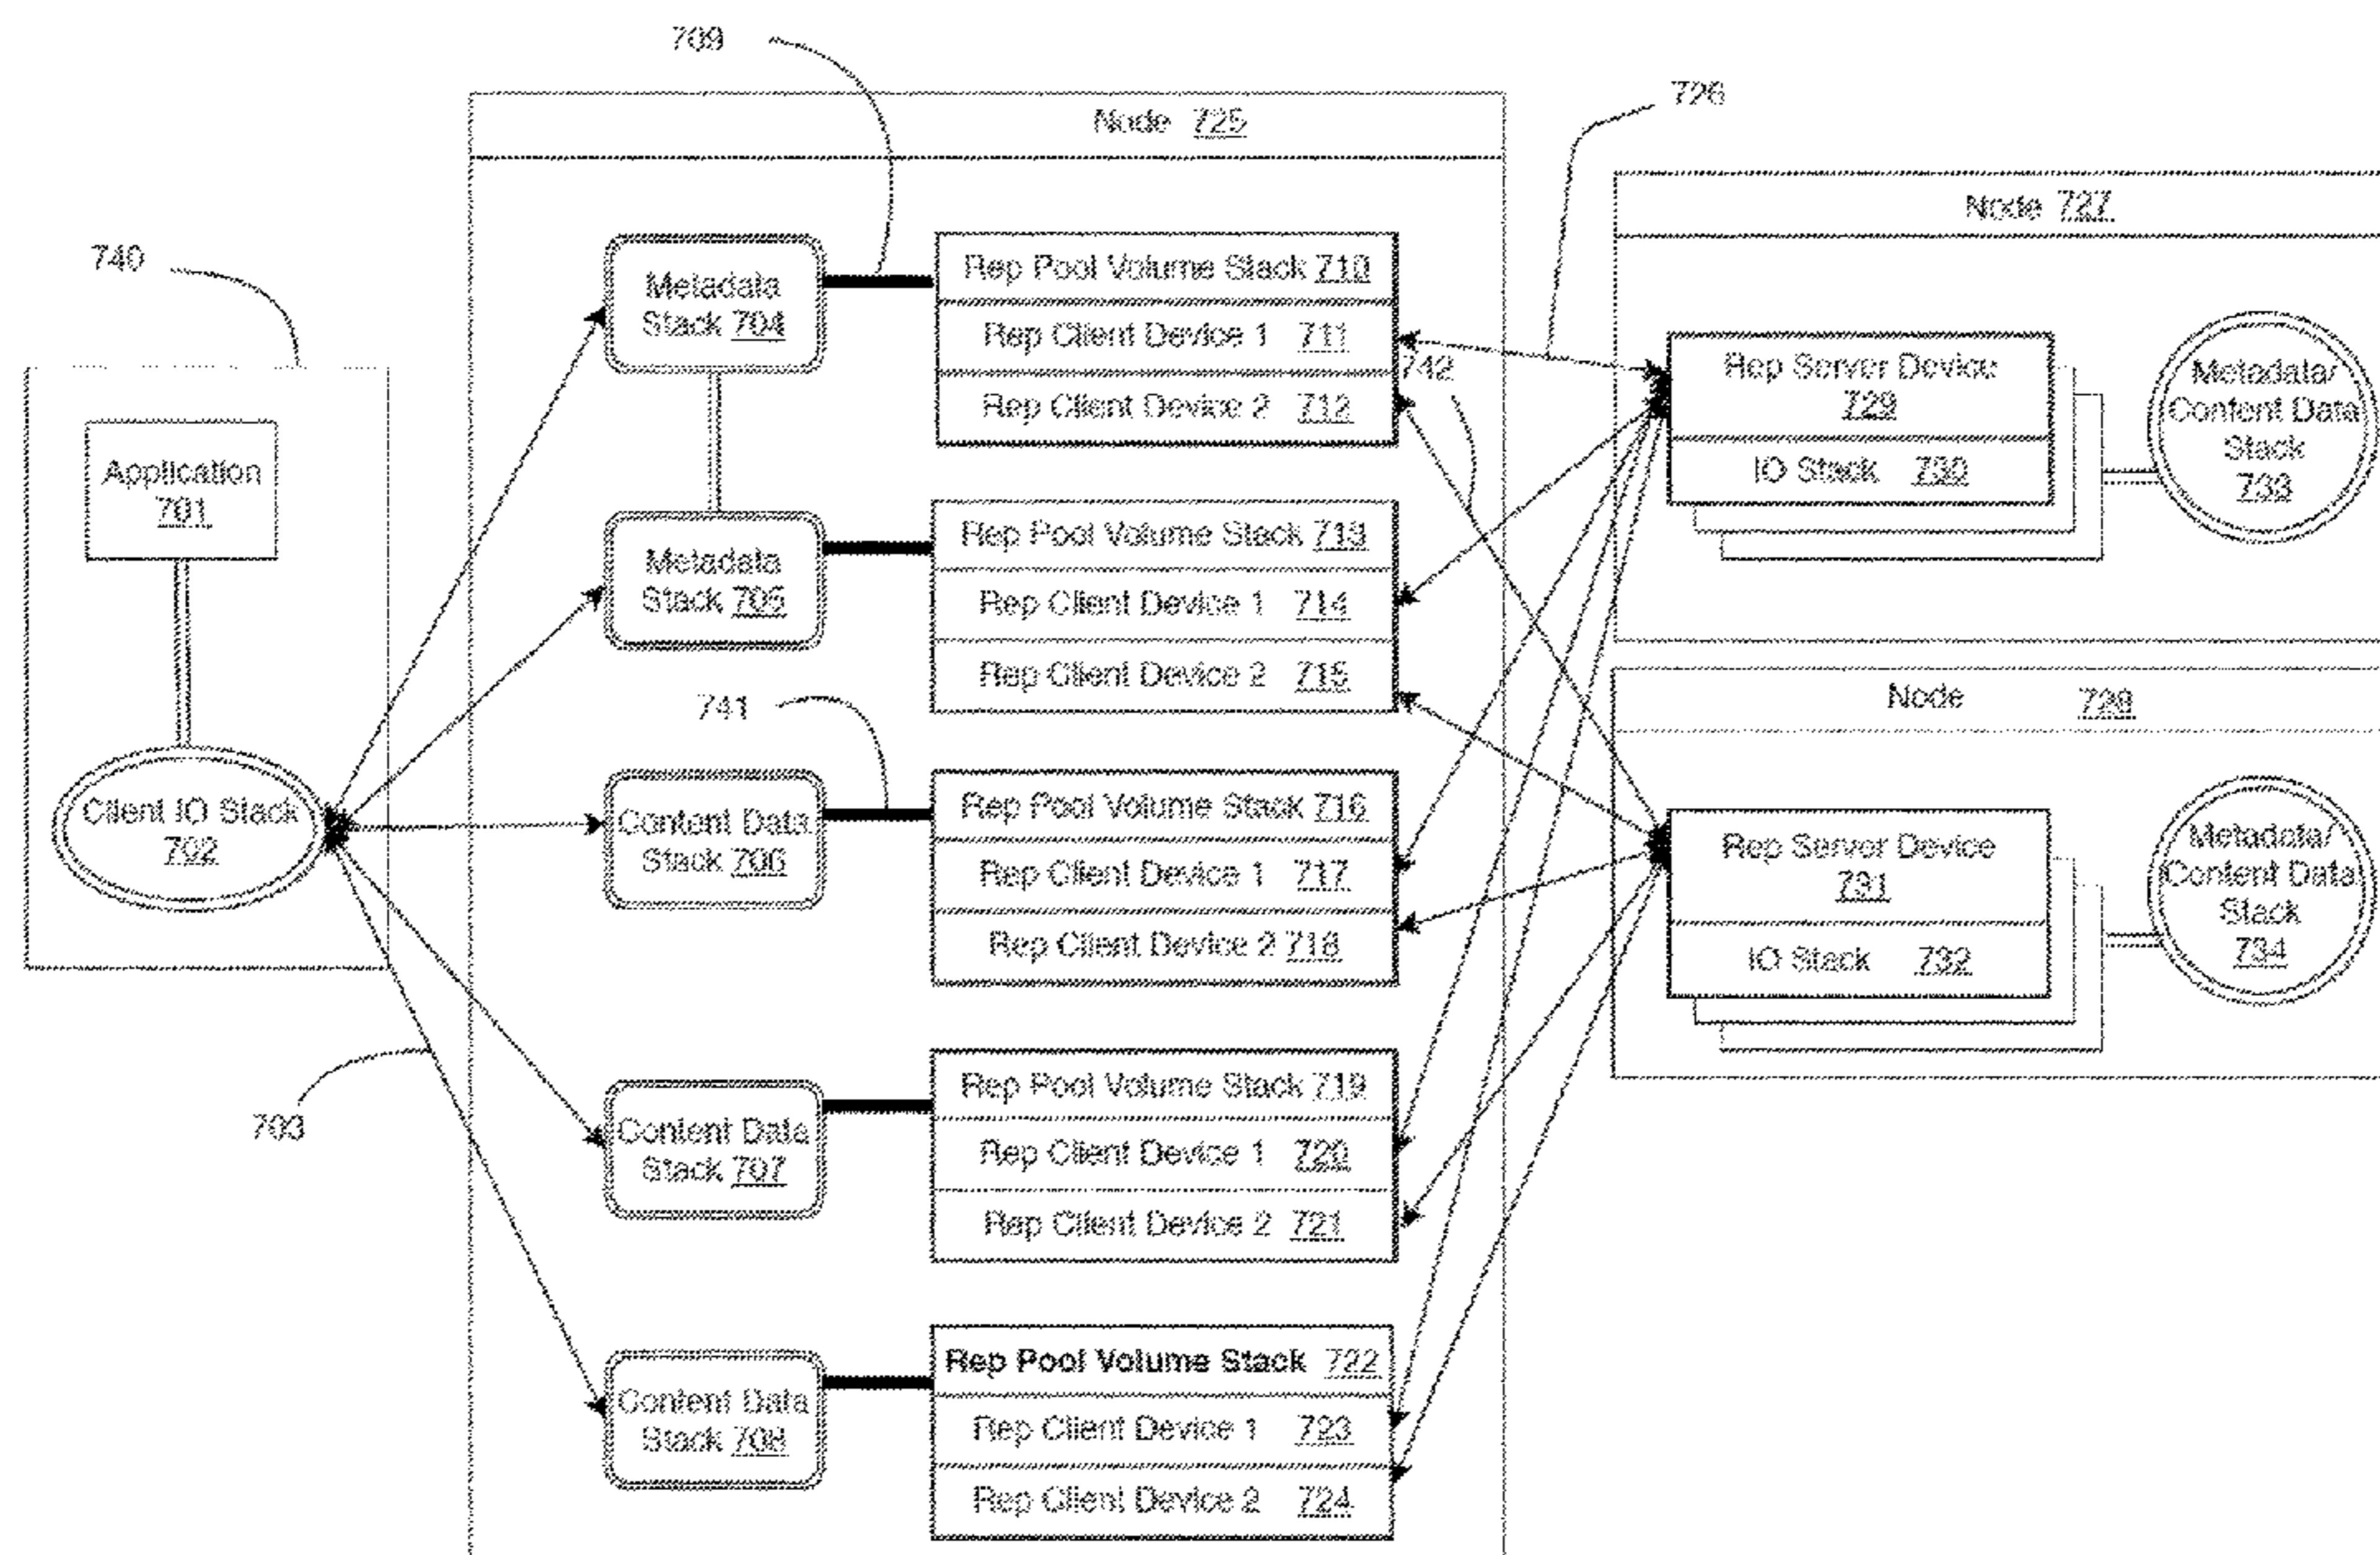 709
726
Node 725
Node 727
740
Metadata
Stack 704
Rep Pool Volume Stack 710
Rep Client Device 1 711
Rep Client Device 2 712
742
Rep Server Device
729
IO Stack 730
Metadata/
Content Data
Stack
733
Application
701
Metadata
Stack 705
Rep Pool Volume Stack 713
Rep Client Device 1 714
Rep Client Device 2 715
Node 728
741
Client IO Stack
702
Content Data
Stack 706
Rep Pool Volume Stack 716
Rep Client Device 1 717
Rep Client Device 2 718
Rep Server Device
731
IO Stack 732
Metadata/
Content Data
Stack
734
703
Content Data
Stack 707
Rep Pool Volume Stack 719
Rep Client Device 1 720
Rep Client Device 2 721
Content Data
Stack 708
Rep Pool Volume Stack 722
Rep Client Device 1 723
Rep Client Device 2 724